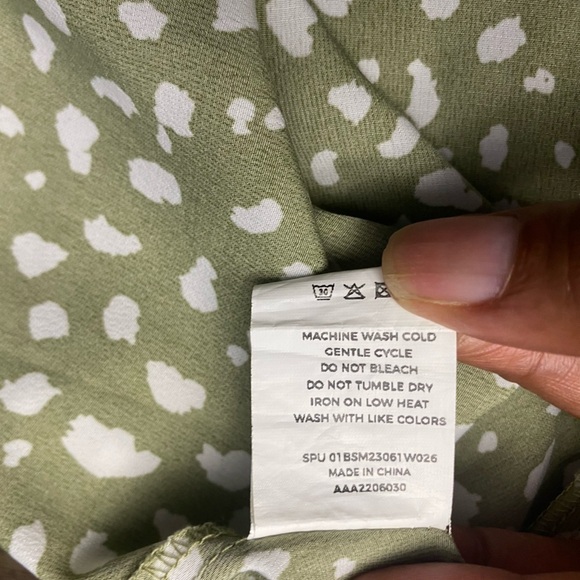 30
MACHINE WASH COLD
GENTLE CYCLE
DO NOT BLEACH
DO NOT TUMBLE DRY
IRON ON LOW HEAT
WASH WITH LIKE COLORS
SPU 01BSM23061W026
MADE IN CHINA
AAA2206030